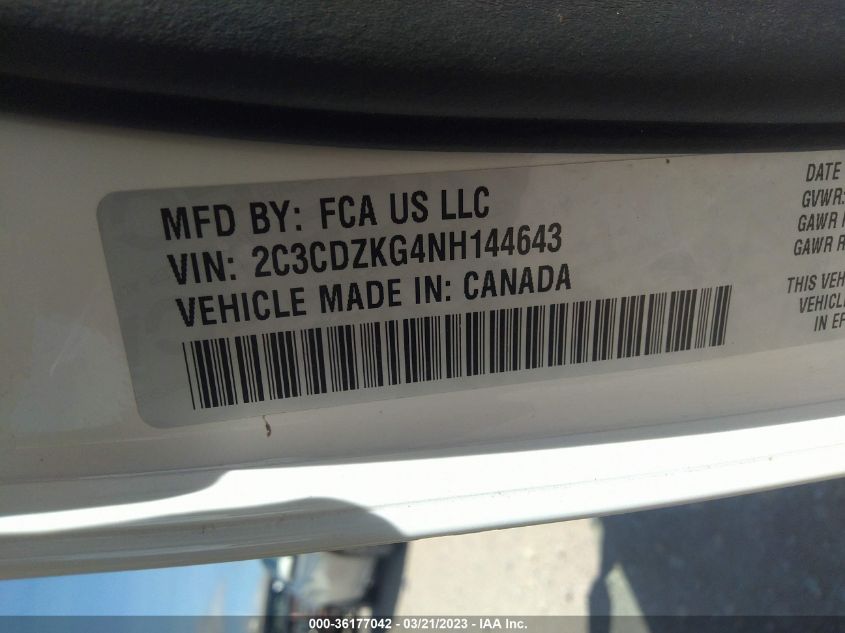 MFD BY: FCA US LLC
VIN: 2C3CDZKG4NH144643
VEHICLE MADE IN: CANADA
DATE
GVWR:
GAWR
GAWR R
THIS VEH
VEHICL
IN EF
000-36177042 - 03/21/2023 - IAA Inc.